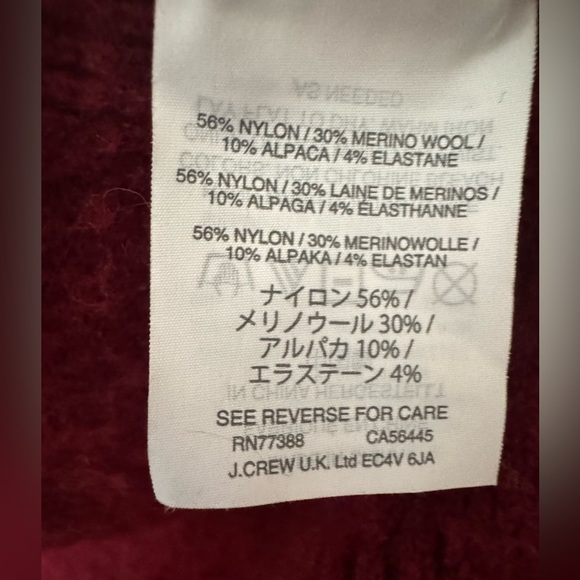 56% NYLON / 30% MERINO WOOL /
10% ALPACA / 4% ELASTANE
56% NYLON / 30% LAINE DE MERINOS /
10% ALPAGA / 4% ÉLASTHANNE
56% NYLON / 30% MERINOWOLLE /
10% ALPAKA / 4% ELASTAN
ナイロン 56% /
メリノウール 30% /
アルパカ 10% /
エラステーン 4%
SEE REVERSE FOR CARE
RN77388 CA56445
J.CREW U.K. Ltd EC4V 6JA